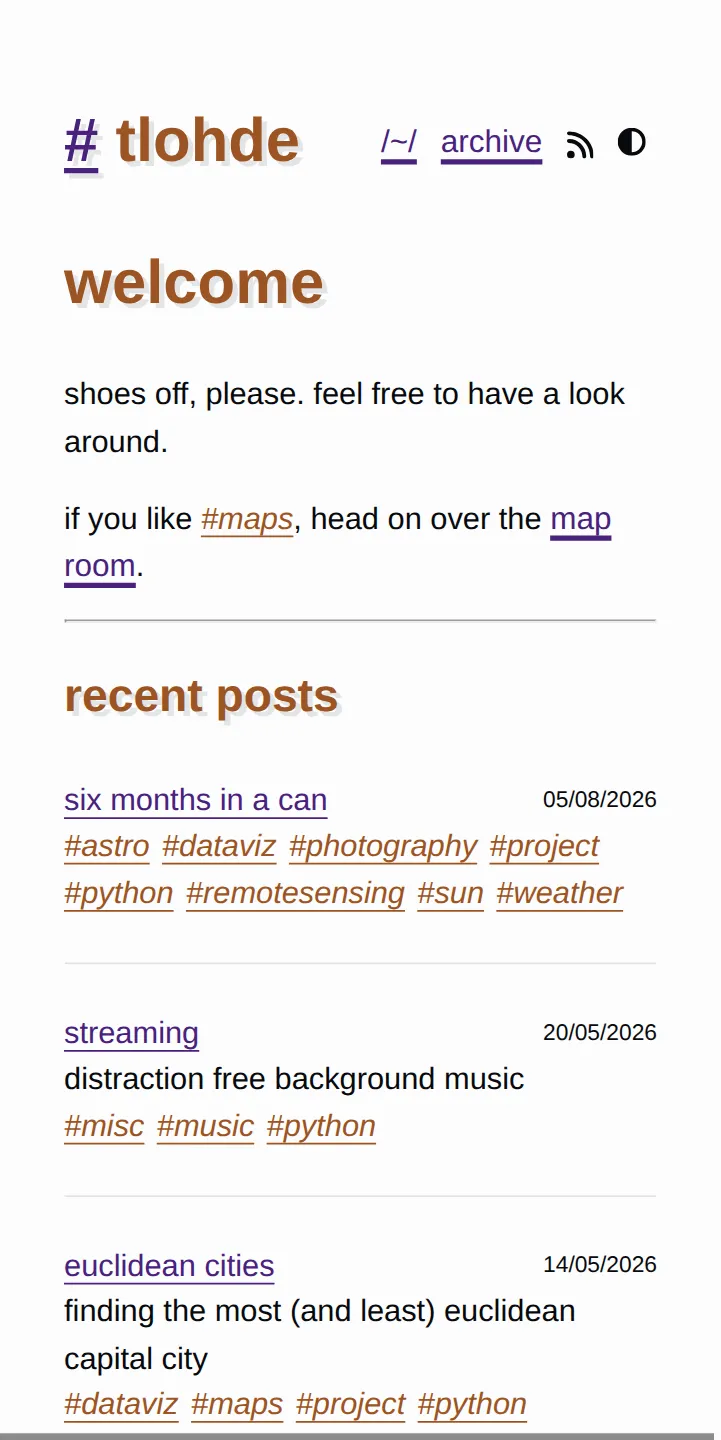 # tlohde /~/ archive
welcome
shoes off, please. feel free to have a look
around.
if you like #maps, head on over the map
room.
recent posts
six months in a can 05/08/2026
#astro #dataviz #photography #project
#python #remotesensing #sun #weather
streaming 20/05/2026
distraction free background music
#misc #music #python
euclidean cities 14/05/2026
finding the most (and least) euclidean
capital city
#dataviz #maps #project #python